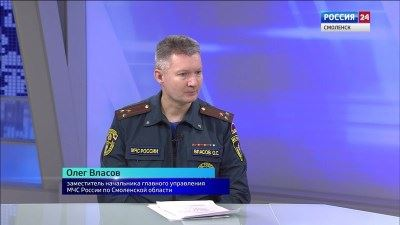 РОССИЯ 24
СМОЛЕНСК
МЧС РОССИИ
ВЛАСОВ О.С.
Олег Власов
заместитель начальника главного управления
МЧС России по Смоленской области